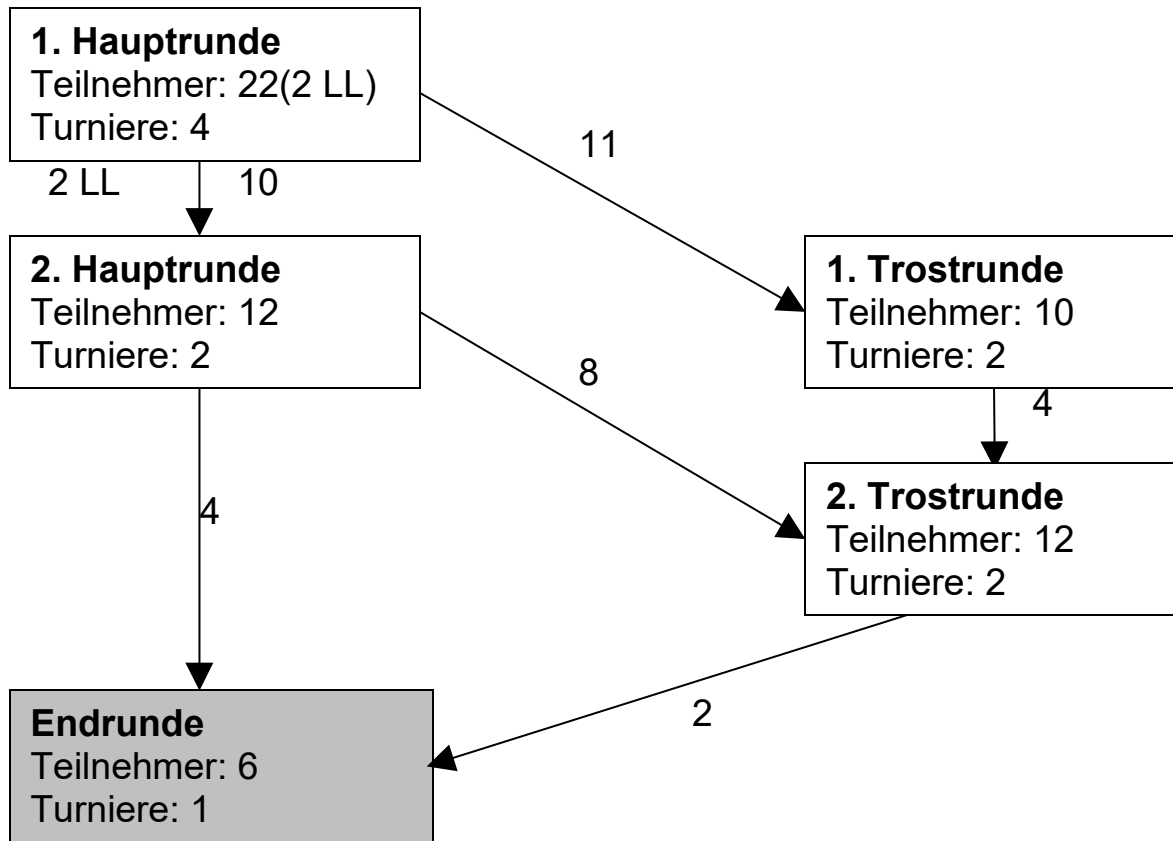 1. Hauptrunde
Teilnehmer: 22(2 LL)
Turniere: 4
11
2 LL
10
2. Hauptrunde
Teilnehmer: 12
Turniere: 2
1. Trostrunde
Teilnehmer: 10
Turniere: 2
8
4
4
2. Trostrunde
Teilnehmer: 12
Turniere: 2
2
Endrunde
Teilnehmer: 6
Turniere: 1